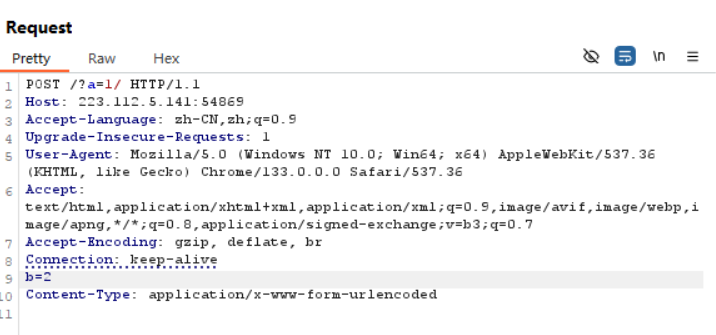 Request
Pretty Raw Hex \n
1 POST /?a=1/ HTTP/1.1
2 Host: 223.112.5.141:54869
3 Accept-Language: zh-CN,zh;q=0.9
4 Upgrade-Insecure-Requests: 1
5 User-Agent: Mozilla/5.0 (Windows NT 10.0; Win64; x64) AppleWebKit/537.36
(KHTML, like Gecko) Chrome/133.0.0.0 Safari/537.36
6 Accept:
text/html,application/xhtml+xml,application/xml;q=0.9,image/avif,image/webp,i
mage/apng,*/*;q=0.8,application/signed-exchange;v=b3;q=0.7
7 Accept-Encoding: gzip, deflate, br
8 Connection: keep-alive
9 b=2
10 Content-Type: application/x-www-form-urlencoded
11